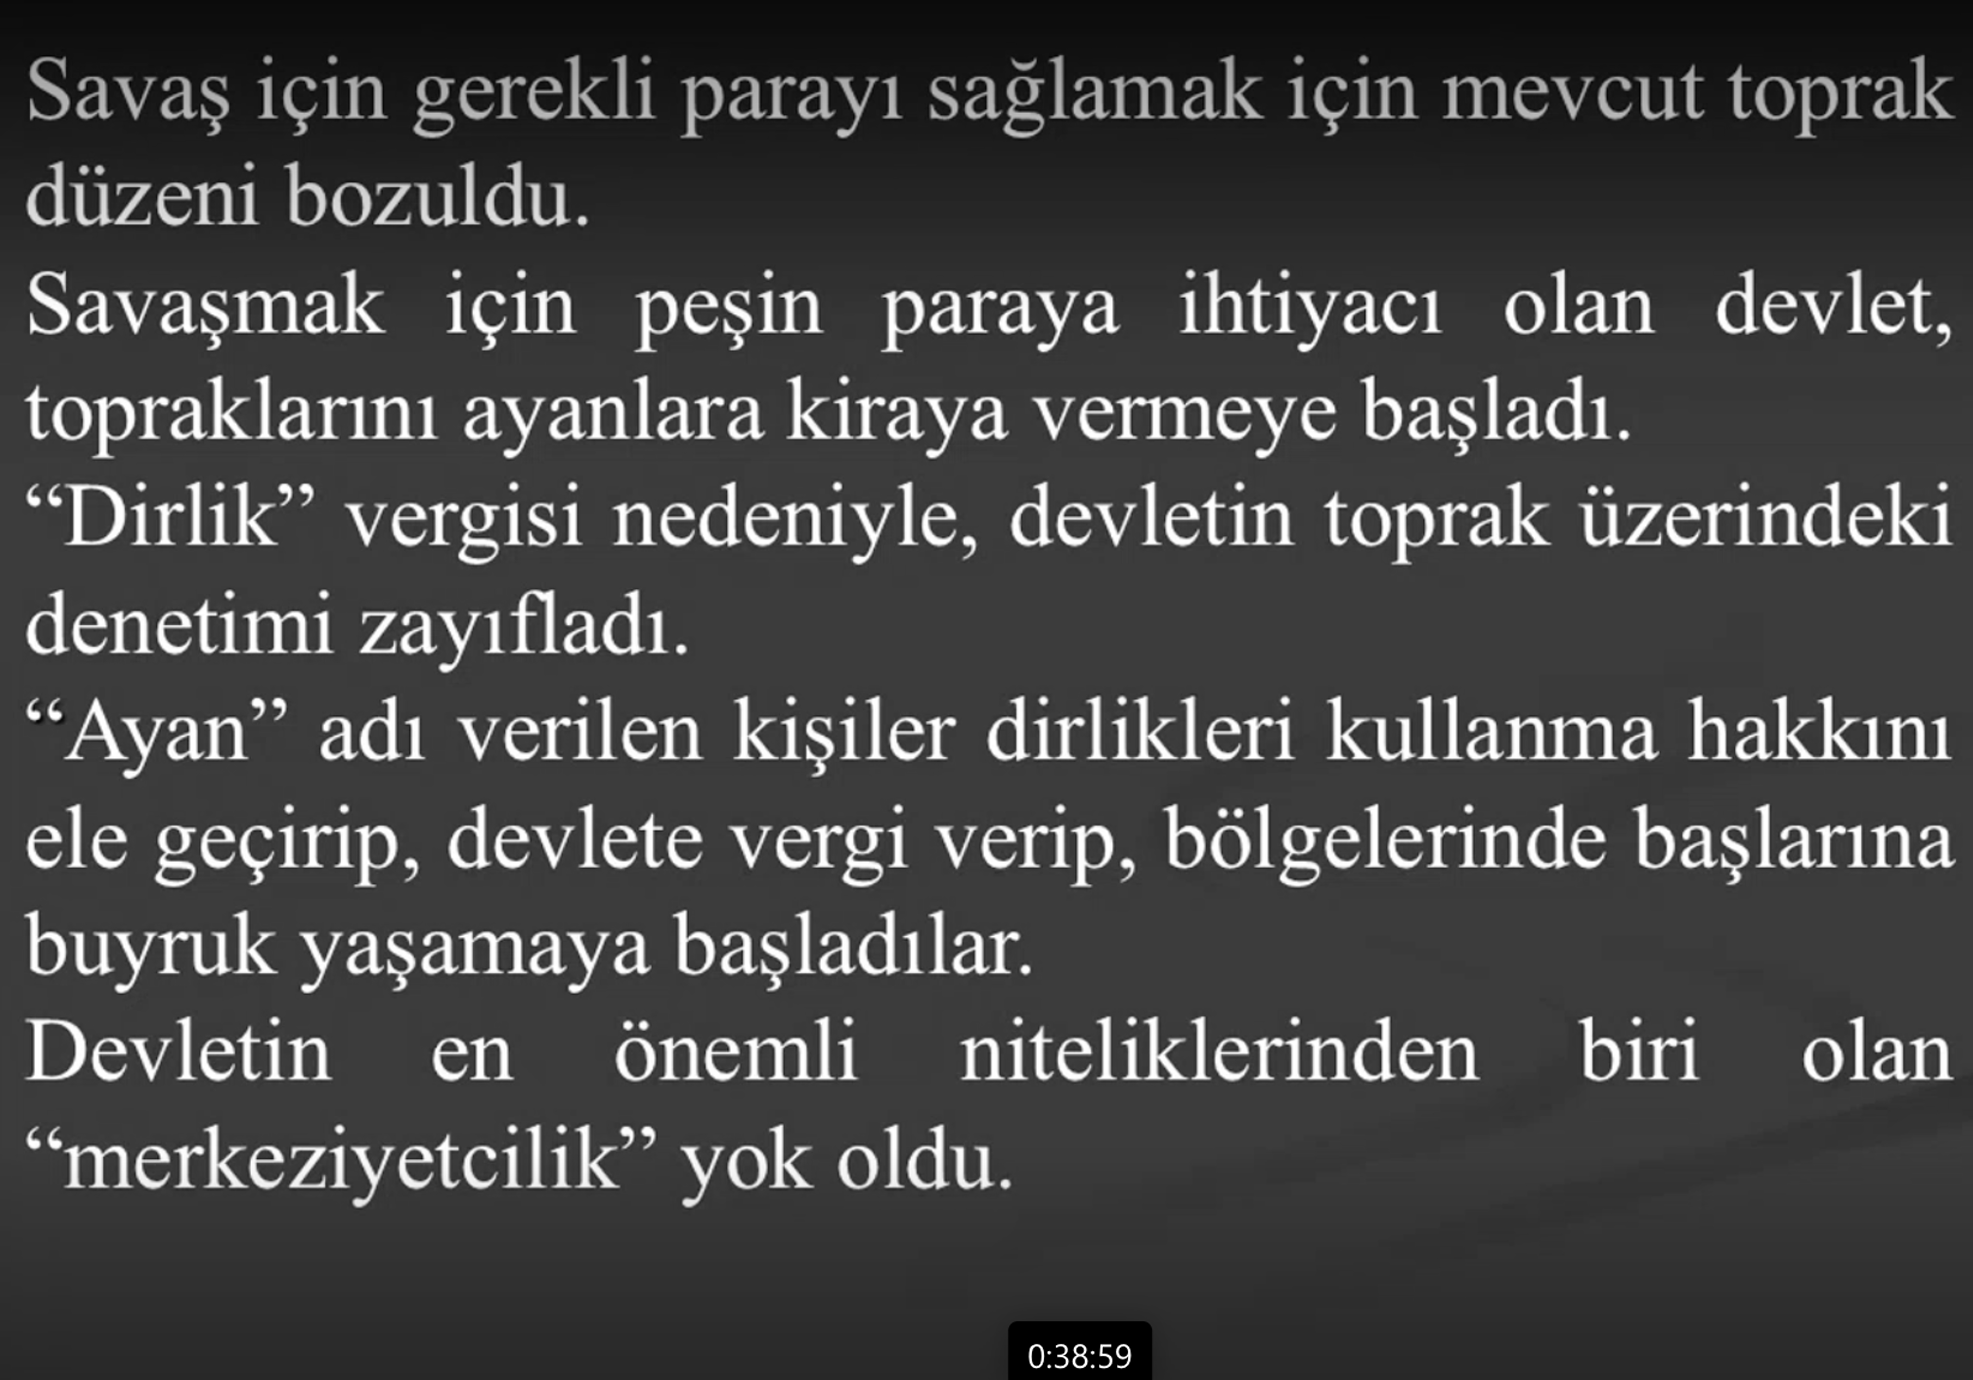 Savaş için gerekli parayı sağlamak için mevcut toprak
düzeni bozuldu.
Savaşmak için peşin paraya ihtiyacı olan devlet,
topraklarını ayanlara kiraya vermeye başladı.
“Dirlik” vergisi nedeniyle, devletin toprak üzerindeki
denetimi zayıfladı.
“Ayan” adı verilen kişiler dirlikleri kullanma hakkını
ele geçirip, devlete vergi verip, bölgelerinde başlarına
buyruk yaşamaya başladılar.
Devletin en önemli niteliklerinden biri olan
“merkeziyetcilik” yok oldu.
0:38:59